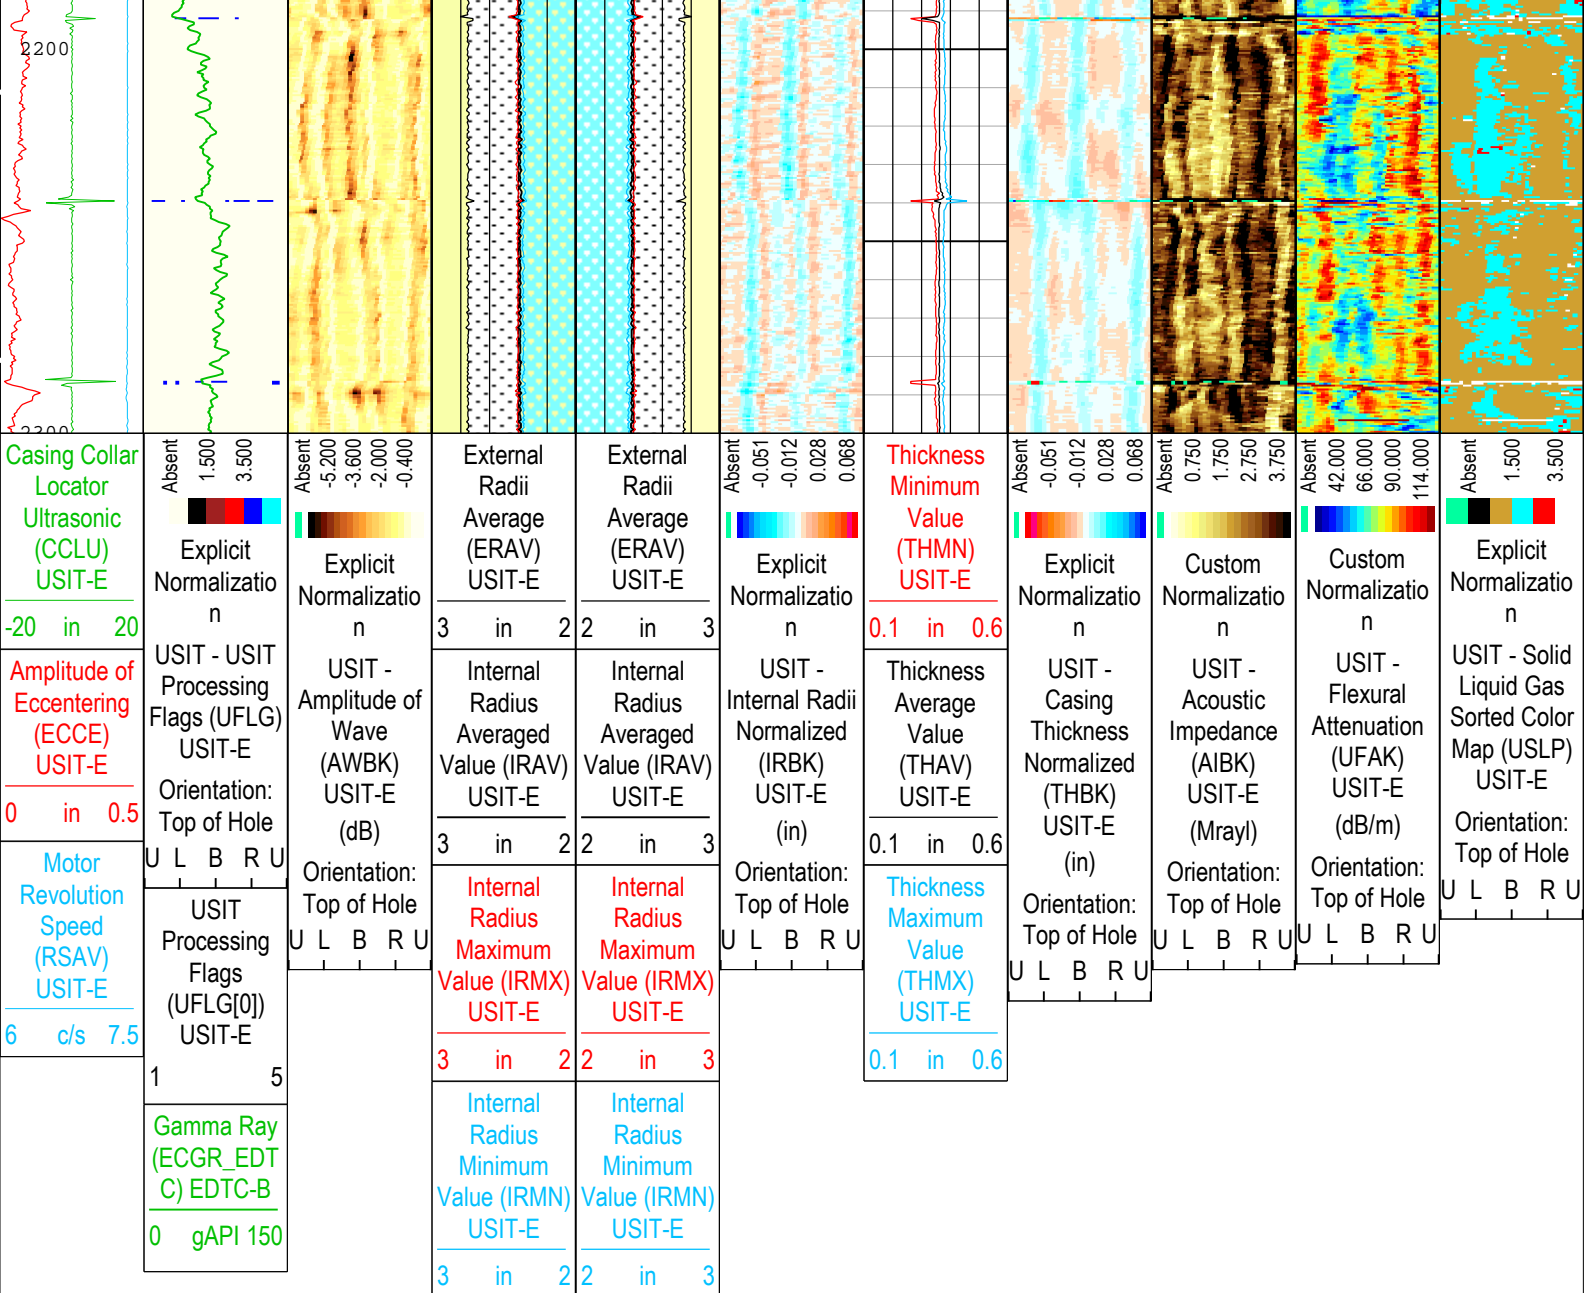 2200
2300
Casing Collar
Locator
Ultrasonic
(CCLU)
USIT-E
-20 in 20
Amplitude of
Eccentering
(ECCE)
USIT-E
0 in 0.5
Motor
Revolution
Speed
(RSAV)
USIT-E
6 c/s 7.5
Absent
1.500
3.500
Explicit
Normalizatio
n
USIT - USIT
Processing
Flags (UFLG)
USIT-E
Orientation:
Top of Hole
U L B R U
USIT
Processing
Flags
(UFLG[0])
USIT-E
1 5
Gamma Ray
(ECGR_EDT
C) EDTC-B
0 gAPI 150
Absent
-5.200
-3.600
-2.000
-0.400
Explicit
Normalizatio
n
USIT -
Amplitude of
Wave
(AWBK)
USIT-E
(dB)
Orientation:
Top of Hole
U L B R U
External
Radii
Average
(ERAV)
USIT-E
3 in 2
Internal
Radius
Averaged
Value (IRAV)
USIT-E
3 in 2
Internal
Radius
Maximum
Value (IRMX)
USIT-E
3 in 2
Internal
Radius
Minimum
Value (IRMN)
USIT-E
3 in 2
External
Radii
Average
(ERAV)
USIT-E
2 in 3
Internal
Radius
Averaged
Value (IRAV)
USIT-E
2 in 3
Internal
Radius
Maximum
Value (IRMX)
USIT-E
2 in 3
Internal
Radius
Minimum
Value (IRMN)
USIT-E
2 in 3
Absent
-0.051
-0.012
0.028
0.068
Explicit
Normalizatio
n
USIT -
Internal Radii
Normalized
(IRBK)
USIT-E
(in)
Orientation:
Top of Hole
U L B R U
Thickness
Minimum
Value
(THMN)
USIT-E
0.1 in 0.6
Thickness
Average
Value
(THAV)
USIT-E
0.1 in 0.6
Thickness
Maximum
Value
(THMX)
USIT-E
0.1 in 0.6
Absent
-0.051
-0.012
0.028
0.068
Explicit
Normalizatio
n
USIT -
Casing
Thickness
Normalized
(THBK)
USIT-E
(in)
Orientation:
Top of Hole
U L B R U
Absent
0.750
1.750
2.750
3.750
Custom
Normalizatio
n
USIT -
Acoustic
Impedance
(AIBK)
USIT-E
(Mrayl)
Orientation:
Top of Hole
U L B R U
Absent
42.000
66.000
90.000
114.000
Custom
Normalizatio
n
USIT -
Flexural
Attenuation
(UFAK)
USIT-E
(dB/m)
Orientation:
Top of Hole
U L B R U
Absent
1.500
3.500
Explicit
Normalizatio
n
USIT - Solid
Liquid Gas
Sorted Color
Map (USLP)
USIT-E
Orientation:
Top of Hole
U L B R U